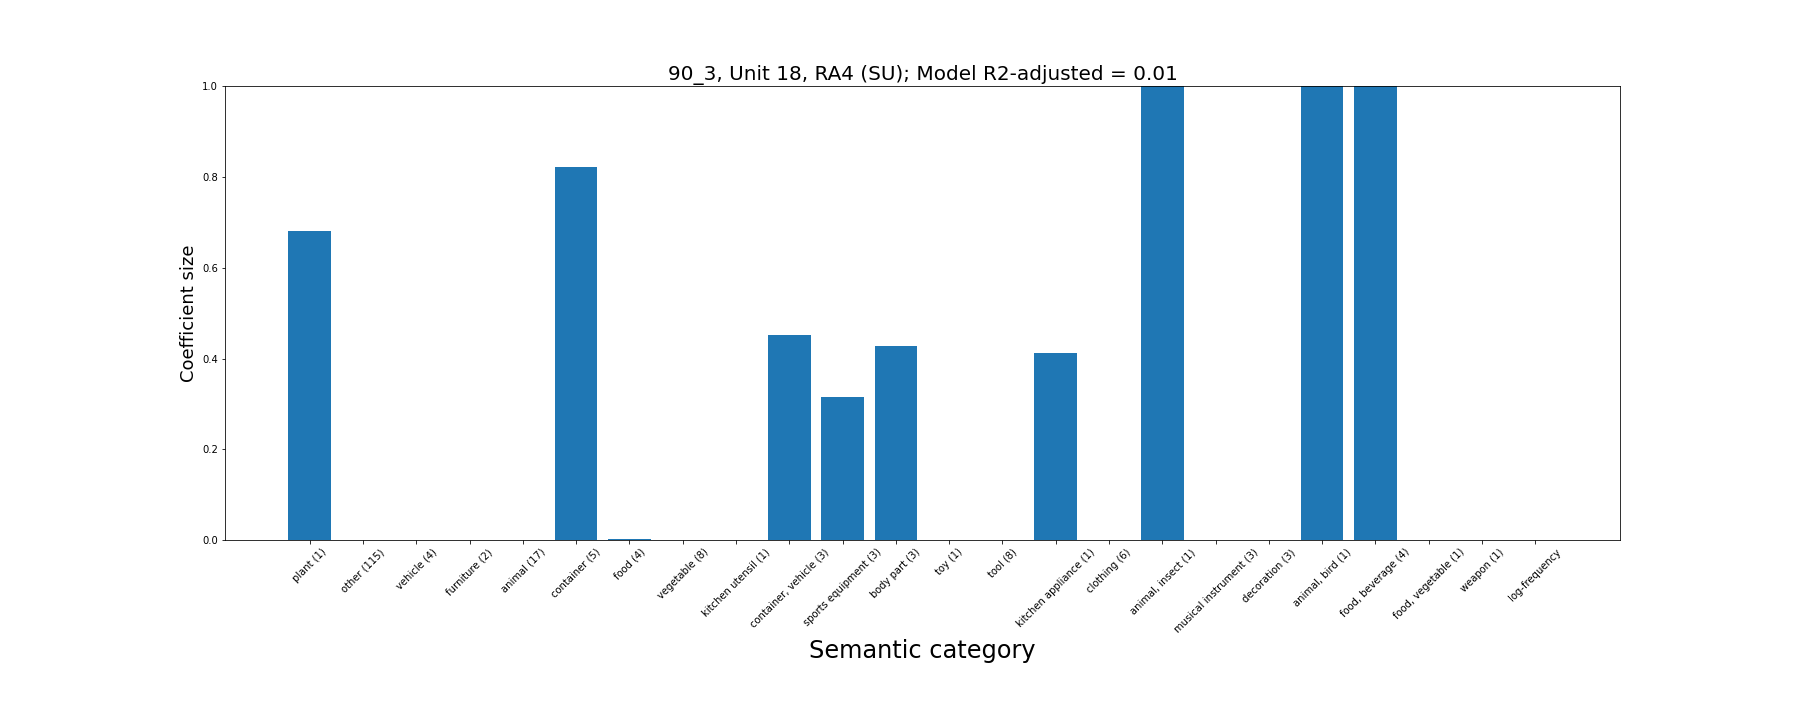 90_3, Unit 18, RA4 (SU); Model R2-adjusted = 0.01
Coefficient size
1.0
0.8
0.6
0.4
0.2
0.0
plant (1)
other (115)
vehicle (4)
furniture (2)
animal (17)
container (5)
food (4)
vegetable (8)
kitchen utensil (1)
container, vehicle (3)
sports equipment (3)
body part (3)
toy (1)
tool (8)
kitchen appliance (1)
clothing (6)
animal, insect (1)
musical instrument (3)
decoration (3)
animal, bird (1)
food, beverage (4)
food, vegetable (1)
weapon (1)
log-frequency
Semantic category